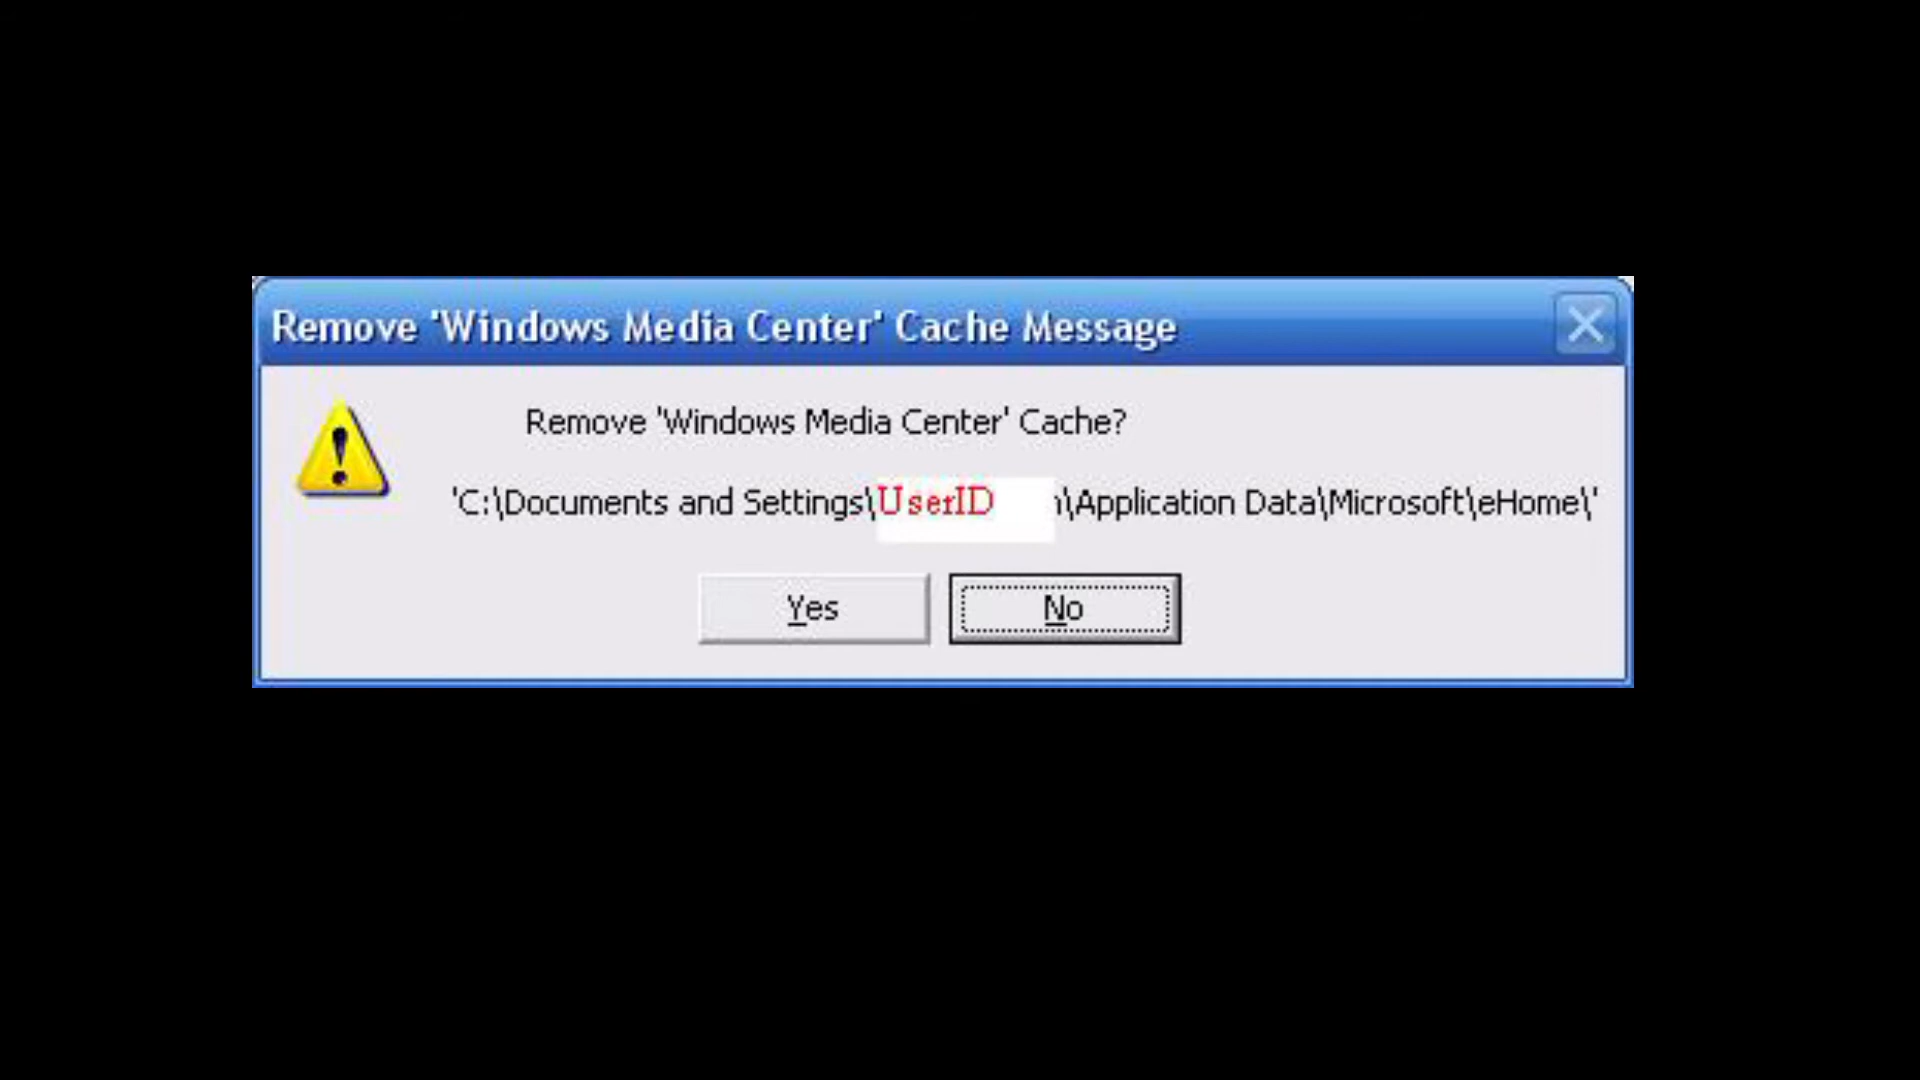 Remove 'Windows Media Center' Cache Message
Remove 'Windows Media Center' Cache?
'C:\Documents and Settings\UserID \Application Data\Microsoft\eHome\'
Yes
No